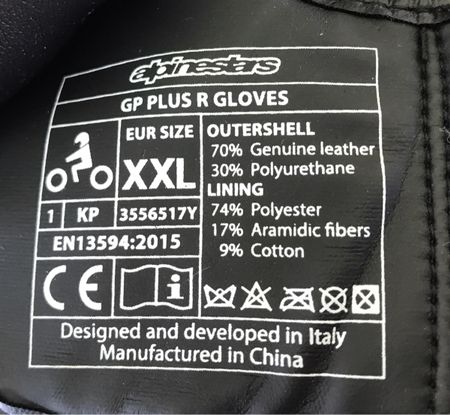 alpinestars
GP PLUS R GLOVES
EUR SIZE
XXL
1 KP 3556517Y
EN13594:2015
OUTERSHELL
70% Genuine leather
30% Polyurethane
LINING
74% Polyester
17% Aramidic fibers
9% Cotton
CE i
Designed and developed in Italy
Manufactured in China